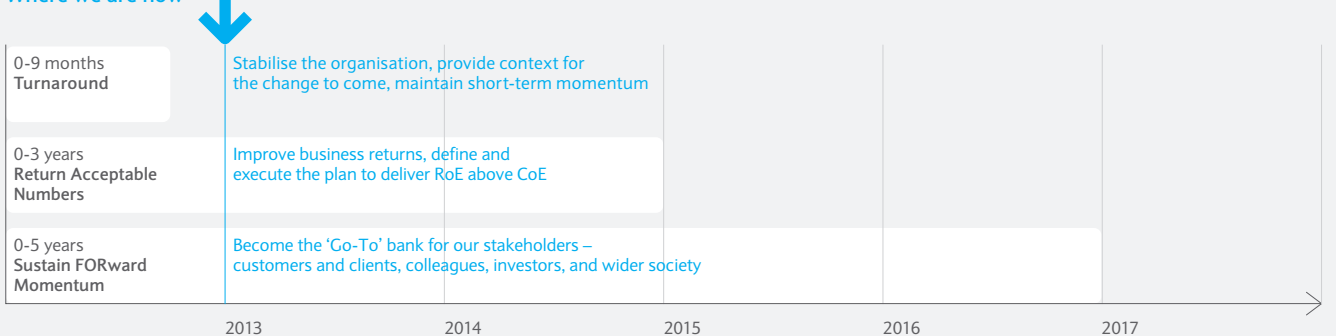 Where we are now
0-9 months
Turnaround
Stabilise the organisation, provide context for
the change to come, maintain short-term momentum
0-3 years
Return Acceptable
Numbers
Improve business returns, define and
execute the plan to deliver RoE above CoE
0-5 years
Sustain FORward
Momentum
Become the ‘Go-To’ bank for our stakeholders –
customers and clients, colleagues, investors, and wider society
2013 2014 2015 2016 2017